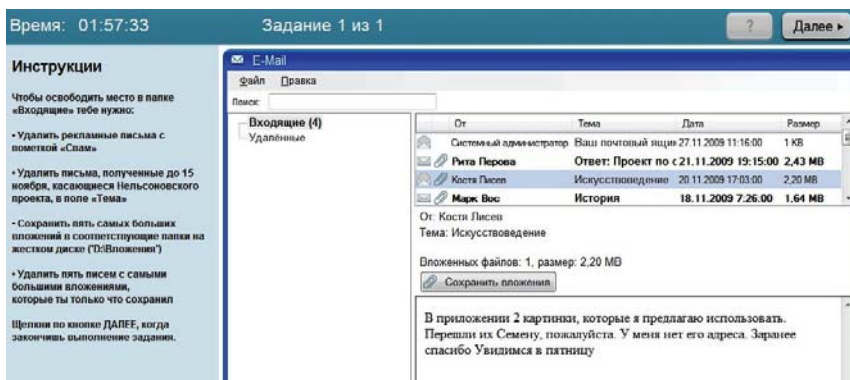 Время: 01:57:33
Задание 1 из 1
?
Далее
Инструкции
Чтобы освободить место в папке
«Входящие» тебе нужно:
• Удалить рекламные письма с
пометкой «Спам»
• Удалить письма, полученные до 15
ноября, касающиеся Нельсоновского
проекта, в поле «Тема»
• Сохранить пять самых больших
вложений в соответствующие папки на
жестком диске ('D:\Вложения')
• Удалить пять писем с самыми
большими вложениями,
которые ты только что сохранил
Щелкни по кнопке ДАЛЕЕ, когда
закончишь выполнение задания.
E-Mail
Файл Правка
Поиск:
Входящие (4)
Удалённые
От Тема Дата Размер
Системный администратор Ваш почтовый ящик 27.11.2009 11:16:00 1 KB
Рита Перова Ответ: Проект по с 21.11.2009 19:15:00 2,43 MB
Костя Лисев Искусствоведение 20.11.2009 17:03:00 2,20 MB
Марк Вос История 18.11.2009 7:26:00 1.64 MB
От: Костя Лисев
Тема: Искусствоведение
Вложенных файлов: 1, размер: 2,20 MB
Сохранить вложения
В приложении 2 картинки, которые я предлагаю использовать.
Перешли их Семену, пожалуйста. У меня нет его адреса. Заранее
спасибо Увидимся в пятницу